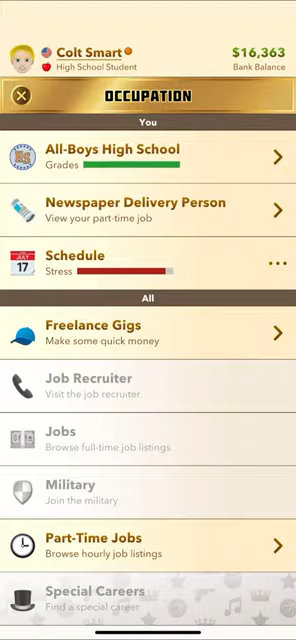 Colt Smart
$16,363
High School Student
Bank Balance
OCCUPATION
You
HS
All-Boys High School
Grades
Newspaper Delivery Person
View your part-time job
JULY
17
Schedule
Stress
All
Freelance Gigs
Make some quick money
Job Recruiter
Visit the job recruiter
Jobs
Browse full-time job listings
Military
Join the military
Part-Time Jobs
Browse hourly job listings
Special Careers
Find a special career